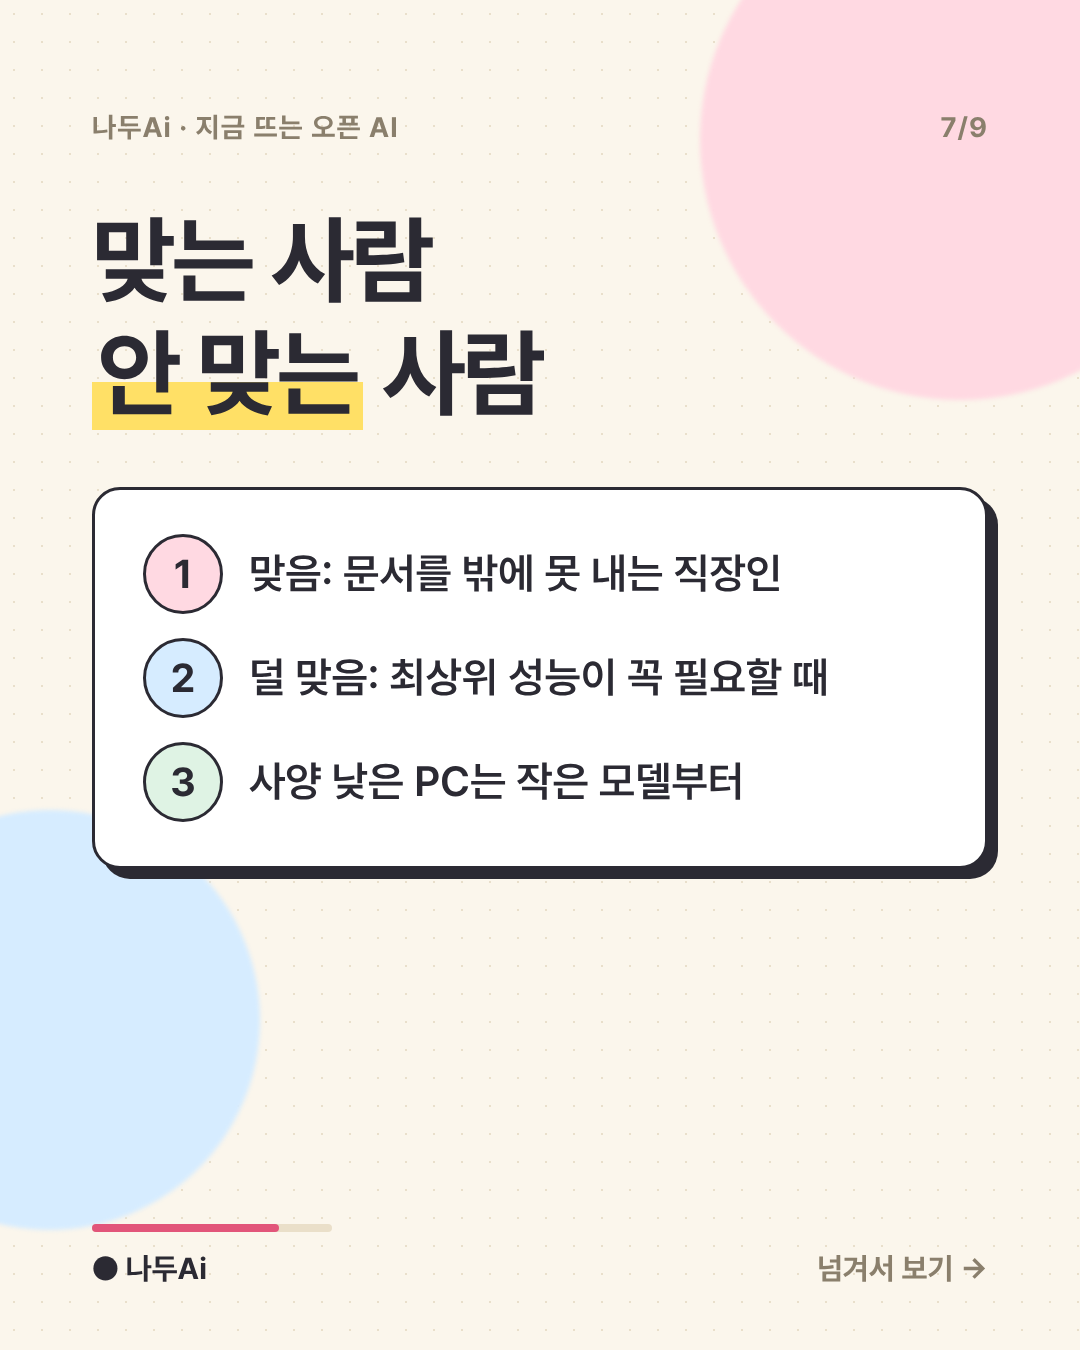 나두Ai · 지금 뜨는 오픈 AI
7/9
맞는 사람
안 맞는 사람
1 맞음: 문서를 밖에 못 내는 직장인
2 덜 맞음: 최상위 성능이 꼭 필요할 때
3 사양 낮은 PC는 작은 모델부터
나두Ai
넘겨서 보기 →